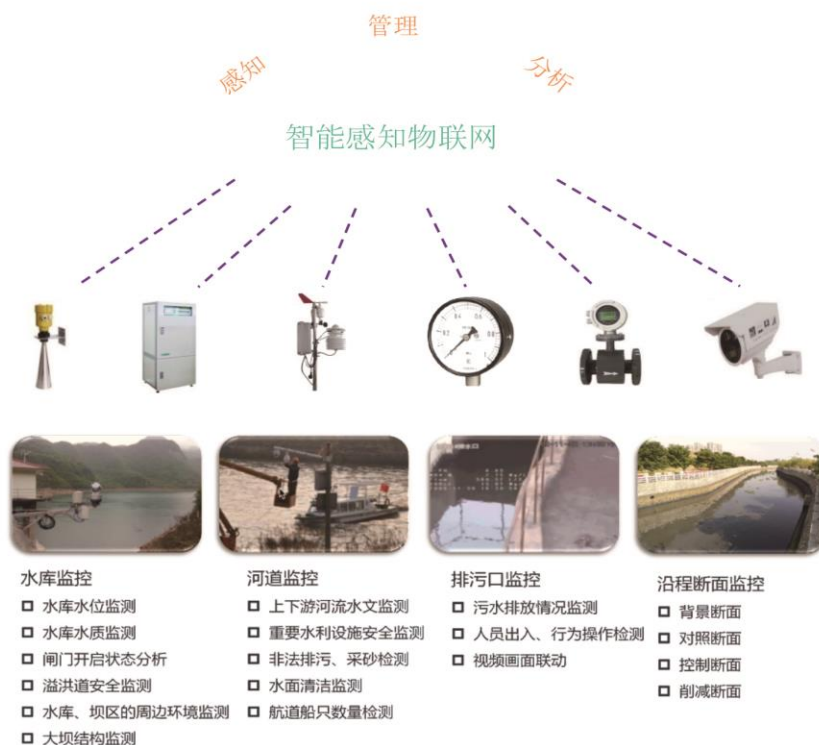 管理
感知
分析
智能感知物联网
水库监控
水库水位监测
水库水质监测
闸门开启状态分析
溢洪道安全监测
水库、坝区的周边环境监测
大坝结构监测
河道监控
上下游河流水文监测
重要水利设施安全监测
非法排污、采砂检测
水面清洁监测
航道船只数量检测
排污口监控
污水排放情况监测
人员出入、行为操作检测
视频画面联动
沿程断面监控
背景断面
对照断面
控制断面
削减断面